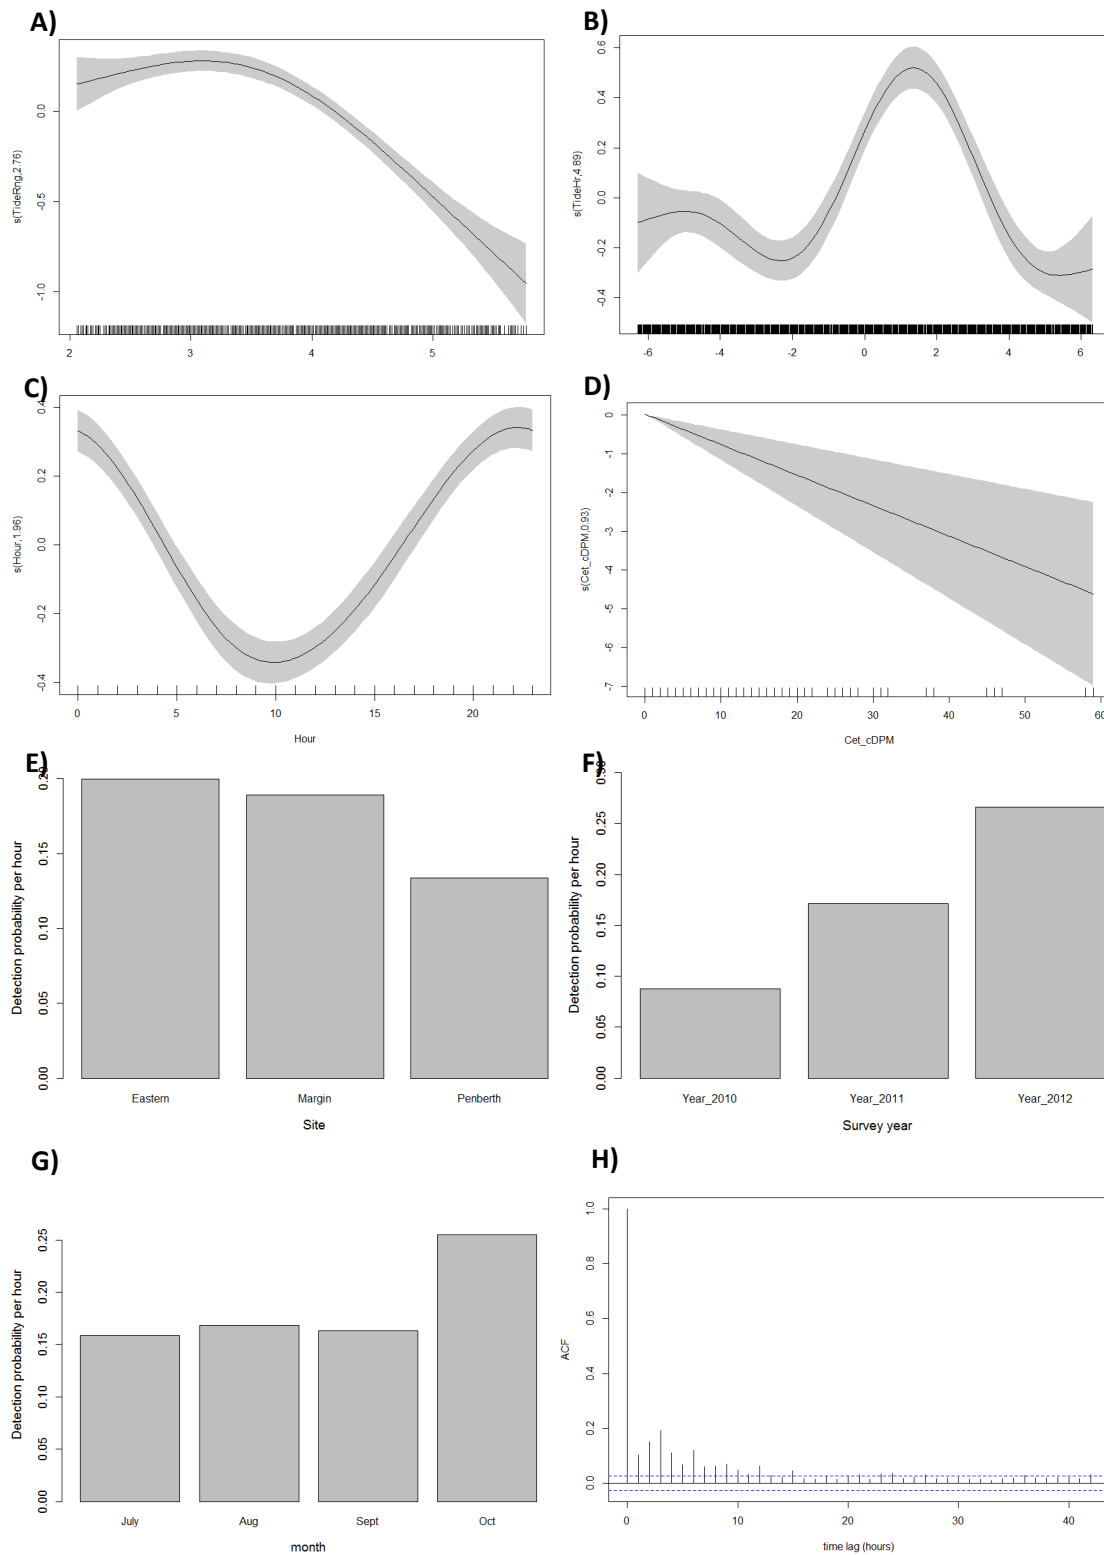 A)
s(TideRng,2.76)
0.0
-0.5
-1.0
2 3 4 5
B)
s(TideHr,4.89)
0.6
0.4
0.2
0.0
-0.2
-0.4
-6 -4 -2 0 2 4 6
C)
s(Hour,1.96)
0.4
0.2
0.0
-0.2
-0.4
0 5 10 15 20
Hour
D)
s(Cet_cDPM,0.93)
0
-1
-2
-3
-4
-5
-6
-7
0 10 20 30 40 50 60
Cet_cDPM
E)
Detection probability per hour
0.20
0.15
0.10
0.05
0.00
Eastern Margin Penberth
Site
F)
Detection probability per hour
0.30
0.25
0.20
0.15
0.10
0.05
0.00
Year_2010 Year_2011 Year_2012
Survey year
G)
Detection probability per hour
0.25
0.20
0.15
0.10
0.05
0.00
July Aug Sept Oct
month
H)
ACF
1.0
0.8
0.6
0.4
0.2
0.0
0 10 20 30 40
time lag (hours)